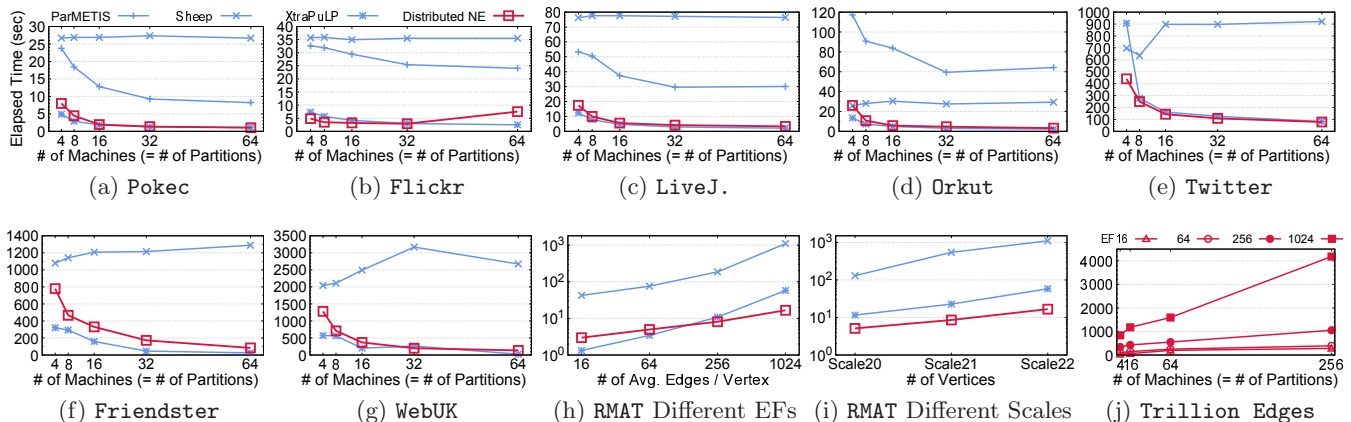 ParMETIS Sheep XtraPuLP Distributed NE
Elapsed Time (sec)
30
25
20
15
10
5
0
4 8 16 32 64
# of Machines (= # of Partitions)
(a) Pokec
40
35
30
25
20
15
10
5
0
4 8 16 32 64
# of Machines (= # of Partitions)
(b) Flickr
80
70
60
50
40
30
20
10
0
4 8 16 32 64
# of Machines (= # of Partitions)
(c) LiveJ.
120
100
80
60
40
20
0
4 8 16 32 64
# of Machines (= # of Partitions)
(d) Orkut
1000
900
800
700
600
500
400
300
200
100
0
4 8 16 32 64
# of Machines (= # of Partitions)
(e) Twitter
1400
1200
1000
800
600
400
200
0
4 8 16 32 64
# of Machines (= # of Partitions)
(f) Friendster
3500
3000
2500
2000
1500
1000
500
0
4 8 16 32 64
# of Machines (= # of Partitions)
(g) WebUK
10³
10²
10¹
10⁰
16 64 256 1024
# of Avg. Edges / Vertex
(h) RMAT Different EFs
10³
10²
10¹
10⁰
Scale20 Scale21 Scale22
# of Vertices
(i) RMAT Different Scales
EF16 64 256 1024
4000
3000
2000
1000
0
4 16 64 256
# of Machines (= # of Partitions)
(j) Trillion Edges